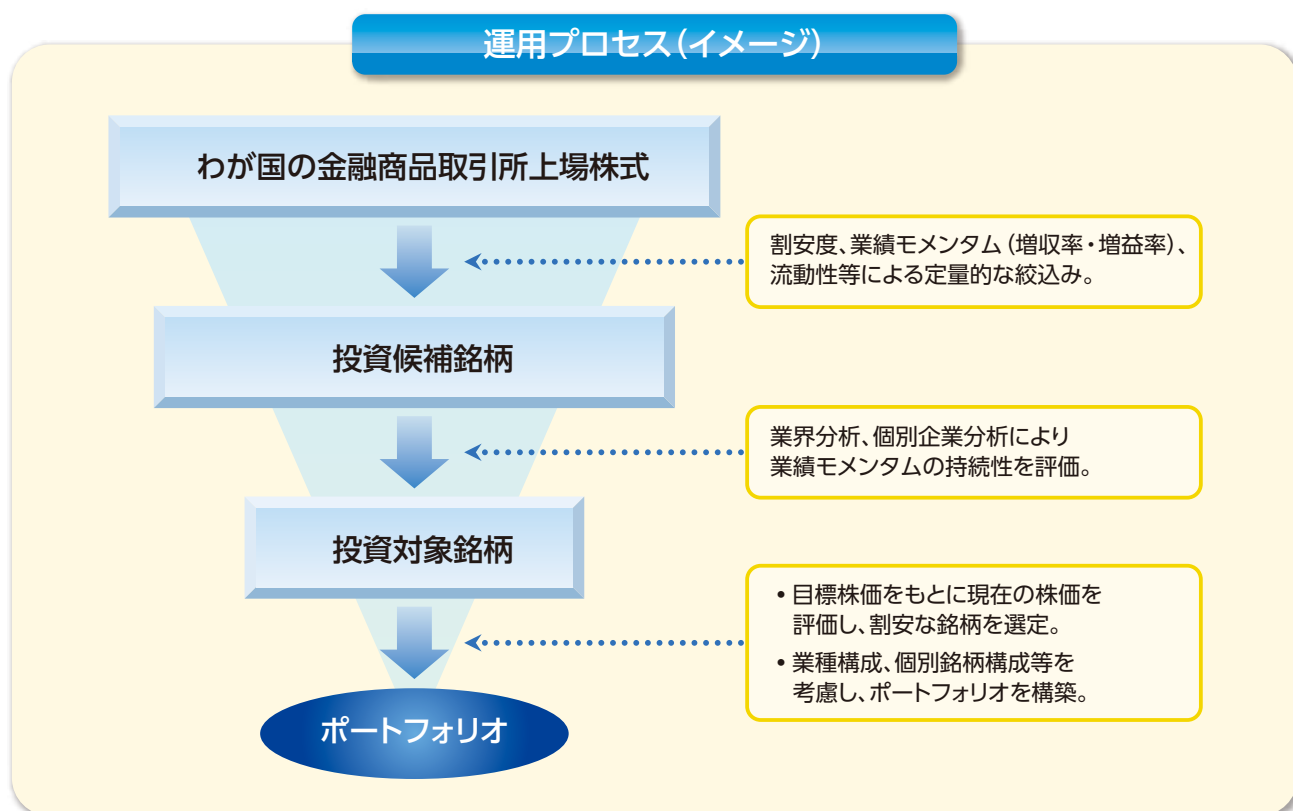 運用プロセス(イメージ)
わが国の金融商品取引所上場株式
割安度、業績モメンタム(増収率・増益率)、
流動性等による定量的な絞込み。
投資候補銘柄
業界分析、個別企業分析により
業績モメンタムの持続性を評価。
投資対象銘柄
• 目標株価をもとに現在の株価を
評価し、割安な銘柄を選定。
• 業種構成、個別銘柄構成等を
考慮し、ポートフォリオを構築。
ポートフォリオ